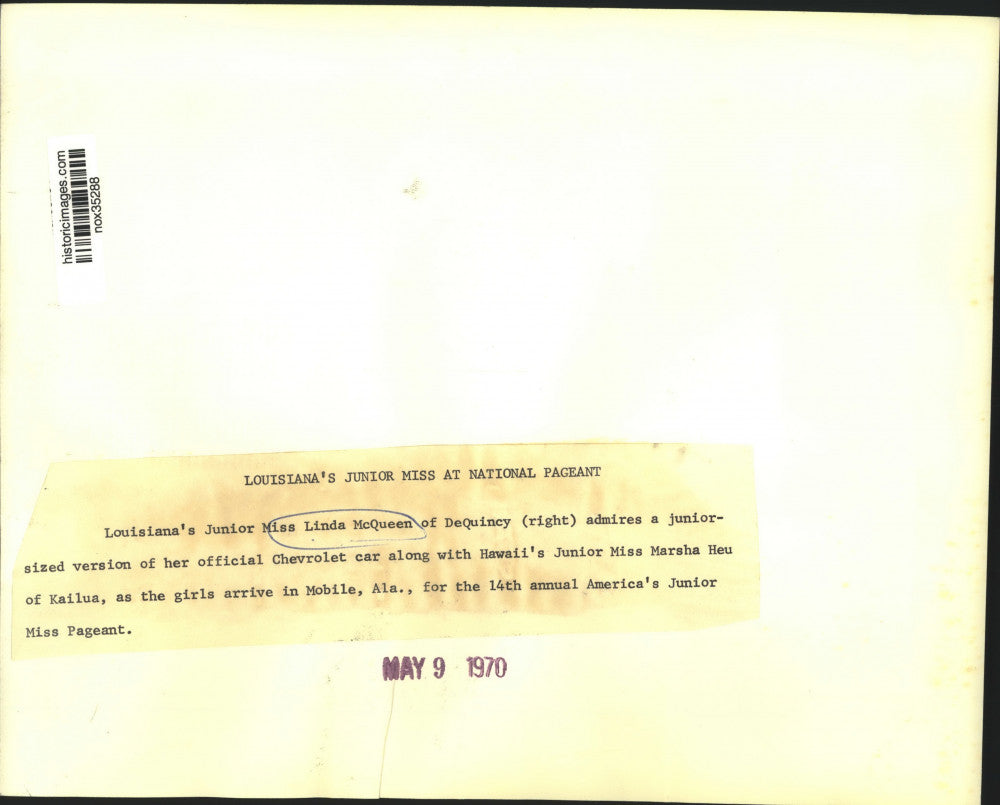 historicimages.com
nox35288
LOUISIANA'S JUNIOR MISS AT NATIONAL PAGEANT
Louisiana's Junior Miss Linda McQueen of DeQuincy (right) admires a junior-
sized version of her official Chevrolet car along with Hawaii's Junior Miss Marsha Heu
of Kailua, as the girls arrive in Mobile, Ala., for the 14th annual America's Junior
Miss Pageant.
MAY 9 1970